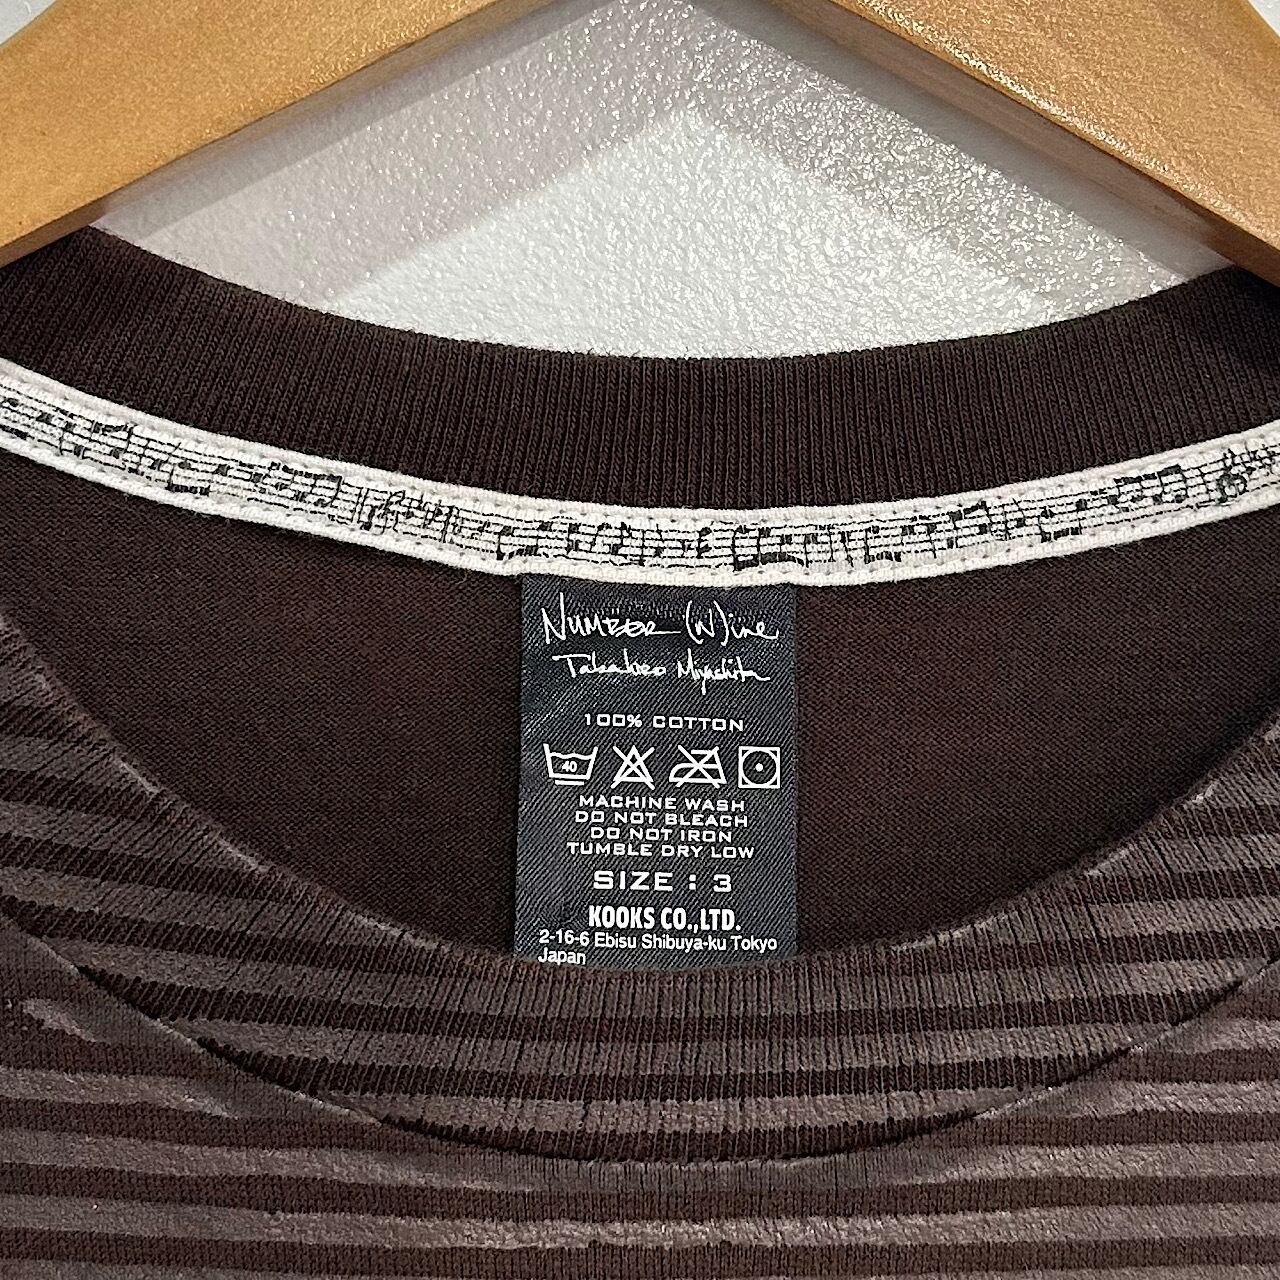 NUMBER (N)ine
Takahiro Miyashita
100% COTTON
40
MACHINE WASH
DO NOT BLEACH
DO NOT IRON
TUMBLE DRY LOW
SIZE : 3
KOOKS CO.,LTD.
2-16-6 Ebisu Shibuya-ku Tokyo
Japan